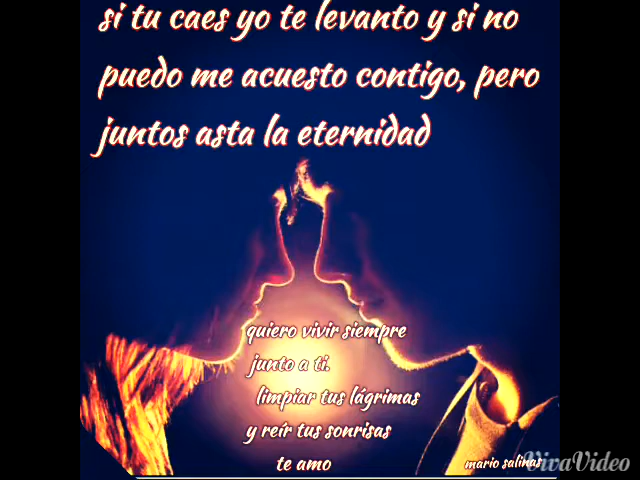 si tu caes yo te levanto y si no
puedo me acuesto contigo, pero
juntos asta la eternidad
quiero vivir siempre
junto a ti.
limpiar tus lágrimas
y reír tus sonrisas
te amo
mario salinas
VivaVideo